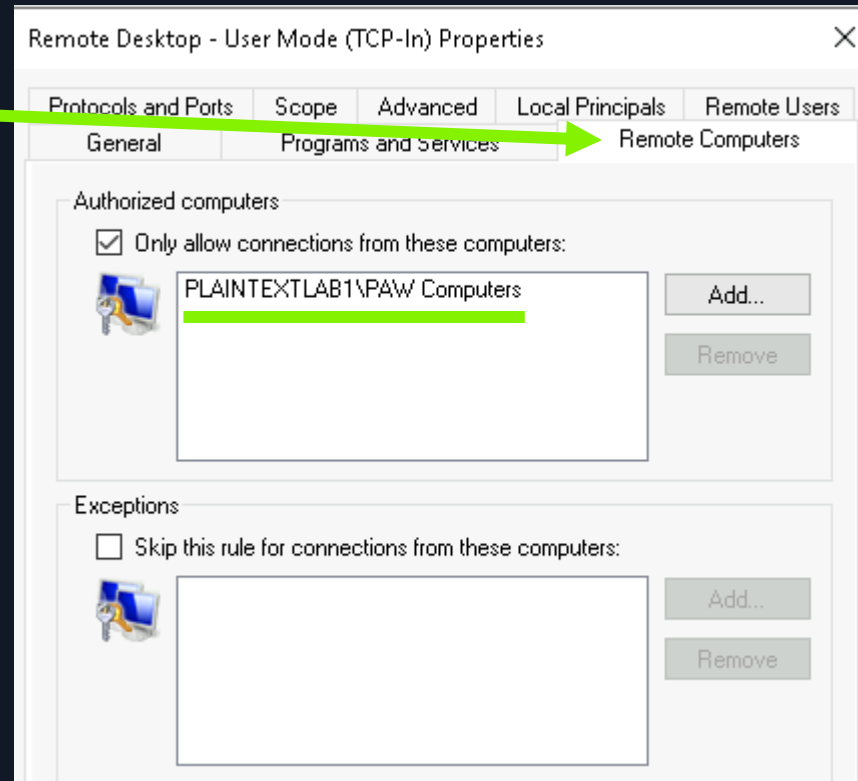 Remote Desktop - User Mode (TCP-In) Properties
Protocols and Ports Scope Advanced Local Principals Remote Users
General Programs and Services Remote Computers
Authorized computers
Only allow connections from these computers:
PLAINTEXTLAB1\PAW Computers
Add...
Remove
Exceptions
Skip this rule for connections from these computers:
Add...
Remove